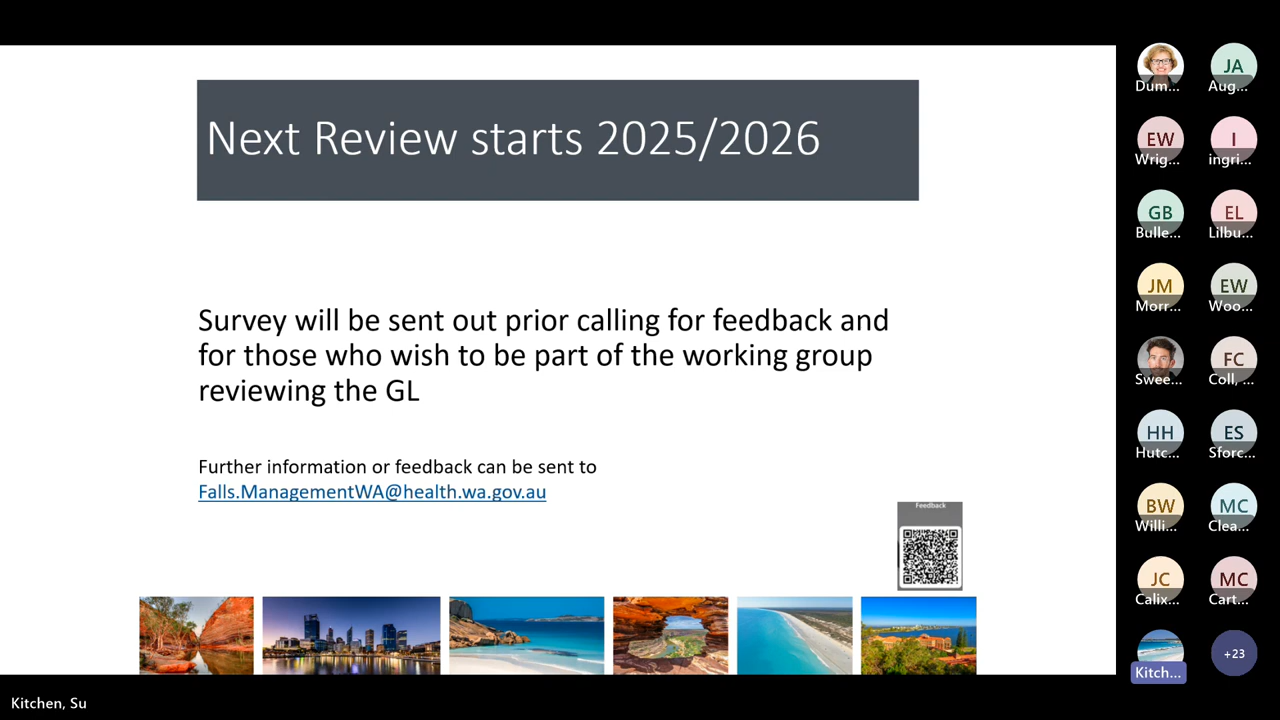 Next Review starts 2025/2026
Survey will be sent out prior calling for feedback and
for those who wish to be part of the working group
reviewing the GL
Further information or feedback can be sent to
Falls.ManagementWA@health.wa.gov.au
Feedback
Dum...
JA
Aug...
EW
Wrig...
I
ingri...
GB
Bulle...
EL
Lilbu...
JM
Morr...
EW
Woo...
Swee...
FC
Coll, ...
HH
Hutc...
ES
Sforc...
BW
Willi...
MC
Clea...
JC
Calix...
MC
Cart...
Kitch...
+23
Kitchen, Su